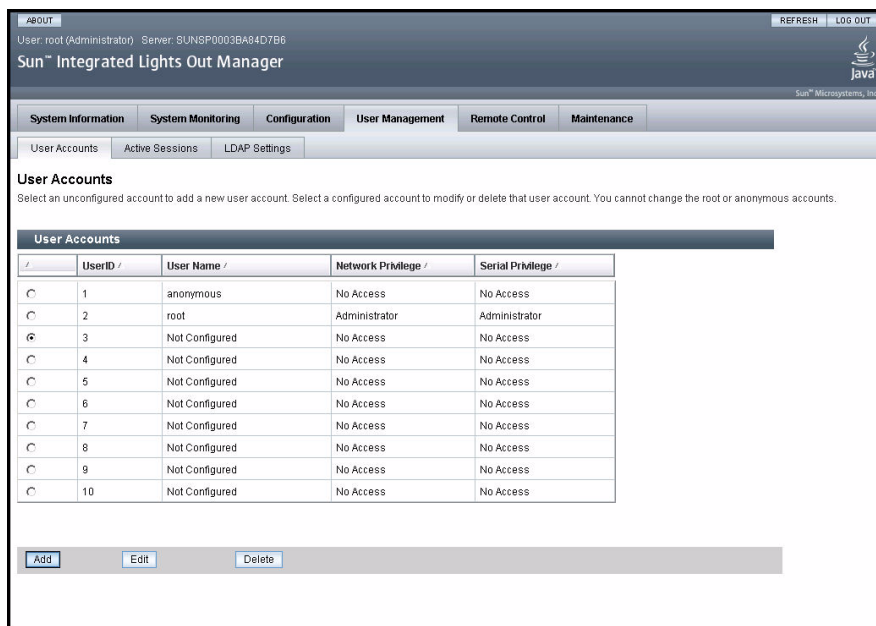 ABOUT
REFRESH LOG OUT
User: root (Administrator) Server: SUNSP0003BA84D7B6
Sun™ Integrated Lights Out Manager
Java
Sun™ Microsystems, Inc
System Information System Monitoring Configuration User Management Remote Control Maintenance
User Accounts Active Sessions LDAP Settings
User Accounts
Select an unconfigured account to add a new user account. Select a configured account to modify or delete that user account. You cannot change the root or anonymous accounts.
User Accounts
UserID User Name Network Privilege Serial Privilege
1 anonymous No Access No Access
2 root Administrator Administrator
3 Not Configured No Access No Access
4 Not Configured No Access No Access
5 Not Configured No Access No Access
6 Not Configured No Access No Access
7 Not Configured No Access No Access
8 Not Configured No Access No Access
9 Not Configured No Access No Access
10 Not Configured No Access No Access
Add Edit Delete